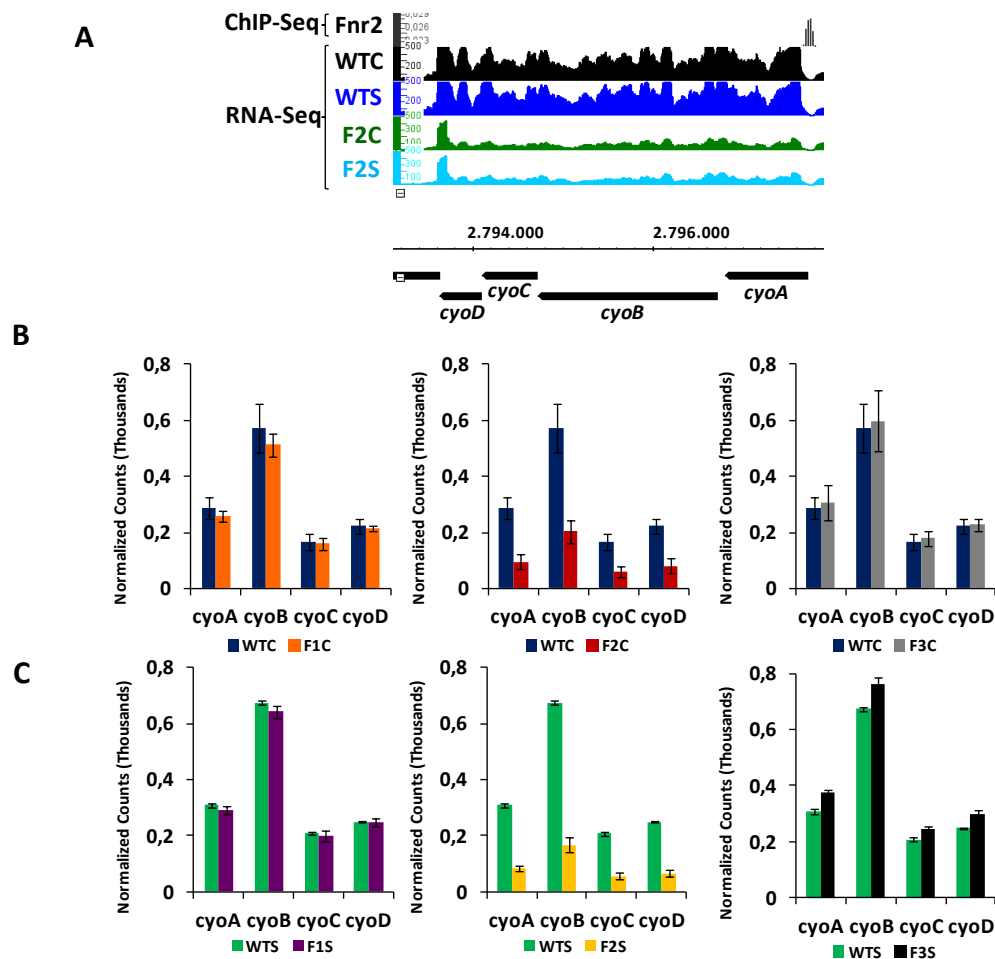 A
ChIP-Seq
Fnr2
0,029
0,026
0,023
RNA-Seq
WTC
500
200
WTS
500
200
F2C
500
300
100
F2S
500
300
100
2.794.000 2.796.000
cyoD cyoC cyoB cyoA
B
Normalized Counts (Thousands)
0,8
0,6
0,4
0,2
0
cyoA cyoB cyoC cyoD
WTC F1C
Normalized Counts (Thousands)
0,8
0,6
0,4
0,2
0
cyoA cyoB cyoC cyoD
WTC F2C
Normalized Counts (Thousands)
0,8
0,6
0,4
0,2
0
cyoA cyoB cyoC cyoD
WTC F3C
C
Normalized Counts (Thousands)
0,8
0,6
0,4
0,2
0
cyoA cyoB cyoC cyoD
WTS F1S
Normalized Counts (Thousands)
0,8
0,6
0,4
0,2
0
cyoA cyoB cyoC cyoD
WTS F2S
Normalized Counts (Thousands)
0,8
0,6
0,4
0,2
0
cyoA cyoB cyoC cyoD
WTS F3S